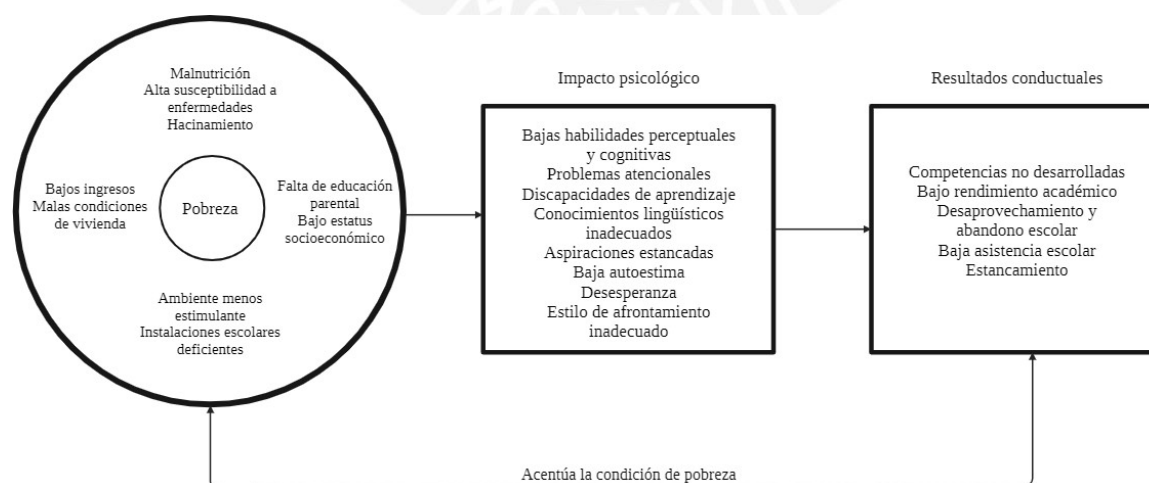 Malnutrición
Alta susceptibilidad a
enfermedades
Hacinamiento
Bajos ingresos
Malas condiciones
de vivienda
Pobreza
Falta de educación
parental
Bajo estatus
socioeconómico
Ambiente menos
estimulante
Instalaciones escolares
deficientes
Impacto psicológico
Bajas habilidades perceptuales
y cognitivas
Problemas atencionales
Discapacidades de aprendizaje
Conocimientos lingüísticos
inadecuados
Aspiraciones estancadas
Baja autoestima
Desesperanza
Estilo de afrontamiento
inadecuado
Resultados conductuales
Competencias no desarrolladas
Bajo rendimiento académico
Desaprovechamiento y
abandono escolar
Baja asistencia escolar
Estancamiento
Acentúa la condición de pobreza